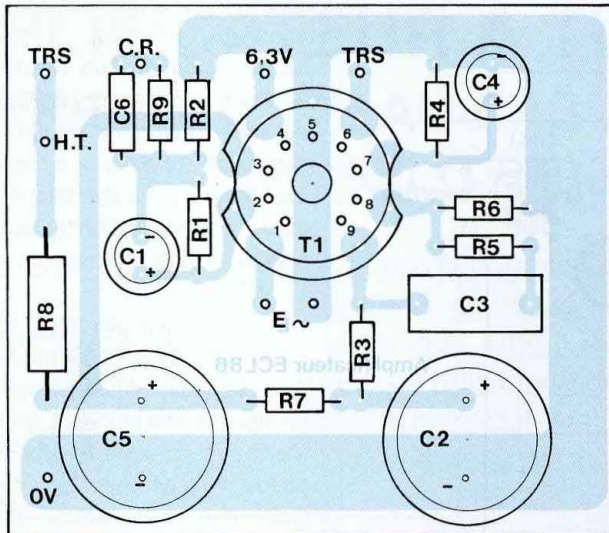 TRS
C.R.
6,3V
TRS
C4
−
+
H.T.
C6
R9
R2
R4
4
5
6
3
7
2
8
1
9
T1
R1
C1
−
+
R6
R5
C3
R8
E ~
R3
Amplificateur ECL86
R7
+
C5
−
+
C2
−
0V